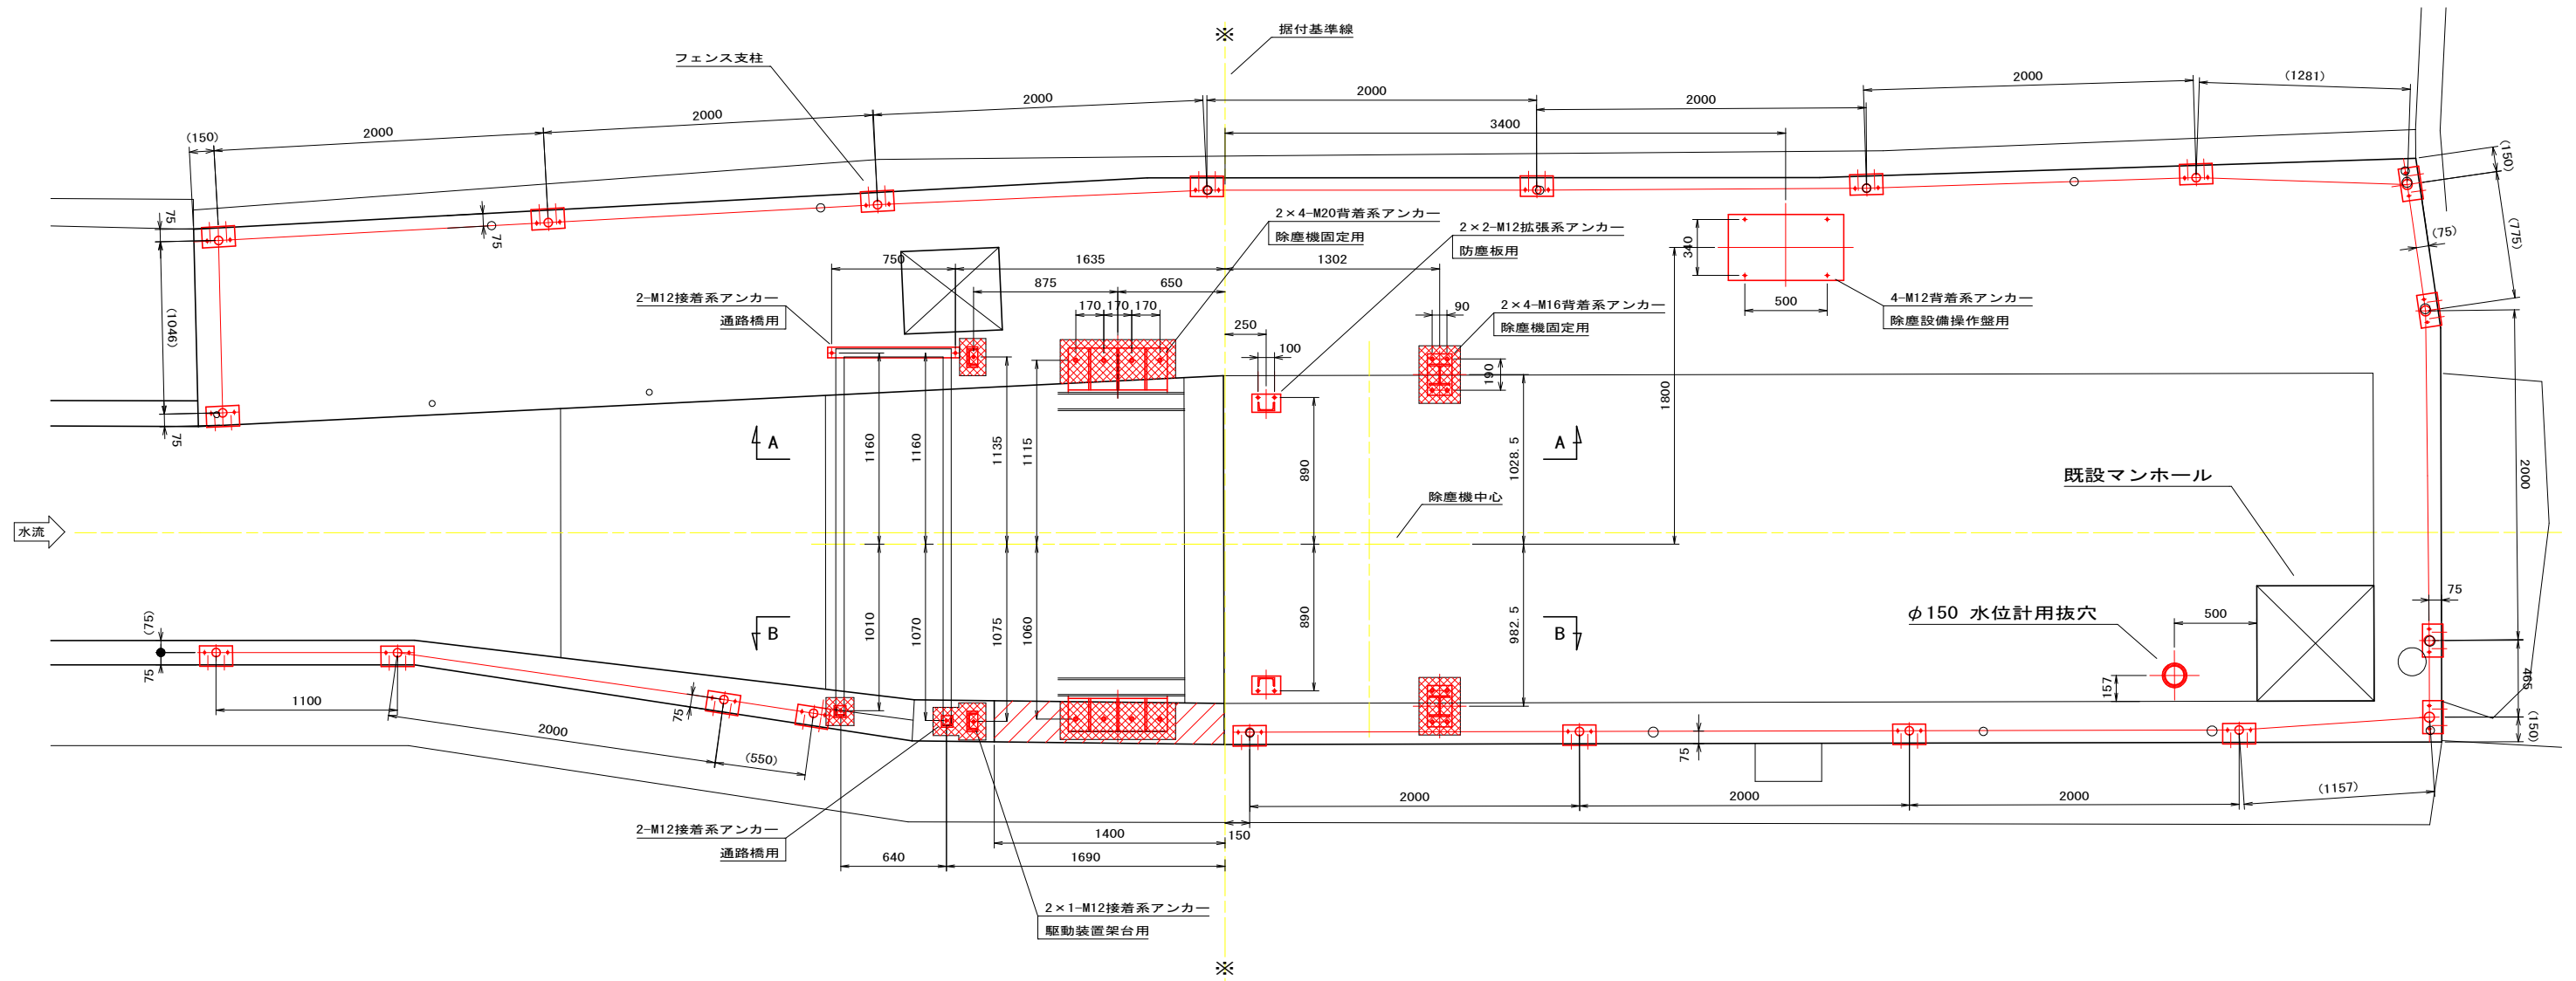 ※
据付基準線
フェンス支柱
2000
(1281)
2000
2000
2000
2000
2000
3400
(150)
(150)
75
75
2×4-M20背着系アンカー
除塵機固定用
2×2-M12拡張系アンカー
防塵板用
(75)
(775)
340
750
1635
1302
875
650
2-M12接着系アンカー
通路橋用
170
170
170
90
2×4-M16背着系アンカー
除塵機固定用
500
4-M12背着系アンカー
除塵設備操作盤用
250
100
190
(1046)
75
1800
A
A
1160
1160
1135
1115
890
1028.5
既設マンホール
2000
除塵機中心
水流
75
(75)
75
B
B
1010
1070
1075
1060
890
982.5
φ150 水位計用抜穴
500
157
465
(150)
1100
75
2000
(550)
75
2000
2000
2000
(1157)
150
2-M12接着系アンカー
通路橋用
1400
640
1690
2×1-M12接着系アンカー
駆動装置架台用
※